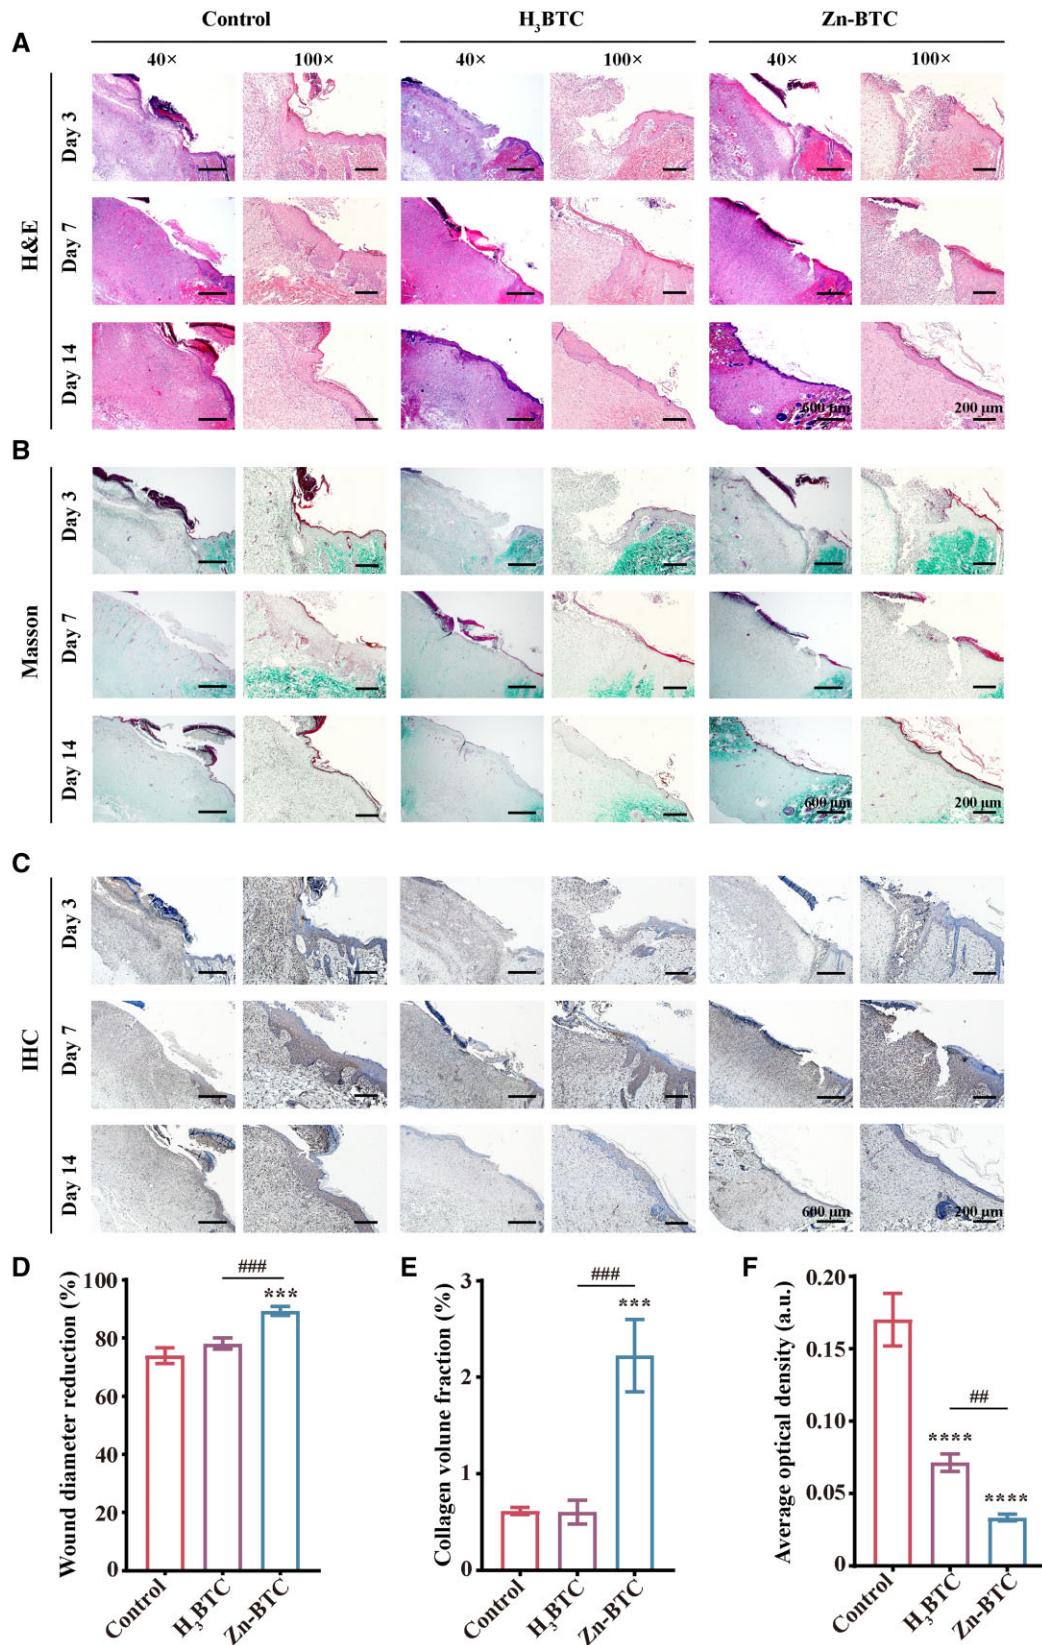 Control H₃BTC Zn-BTC
A
40× 100× 40× 100× 40× 100×
H&E
Day 3
Day 7
Day 14
600 μm 200 μm
B
Masson
Day 3
Day 7
Day 14
600 μm 200 μm
C
IHC
Day 3
Day 7
Day 14
600 μm 200 μm
D
Wound diameter reduction (%)
100
80
60
40
20
0
###
***
Control H₃BTC Zn-BTC
E
Collagen volune fraction (%)
3
2
1
0
###
***
Control H₃BTC Zn-BTC
F
Average optical density (a.u.)
0.20
0.15
0.10
0.05
0
##
****
****
Control H₃BTC Zn-BTC